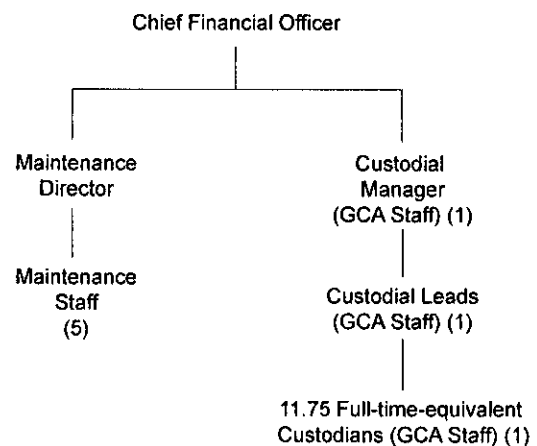 Chief Financial Officer
Maintenance
Director
Custodial
Manager
(GCA Staff) (1)
Maintenance
Staff
(5)
Custodial Leads
(GCA Staff) (1)
11.75 Full-time-equivalent
Custodians (GCA Staff) (1)